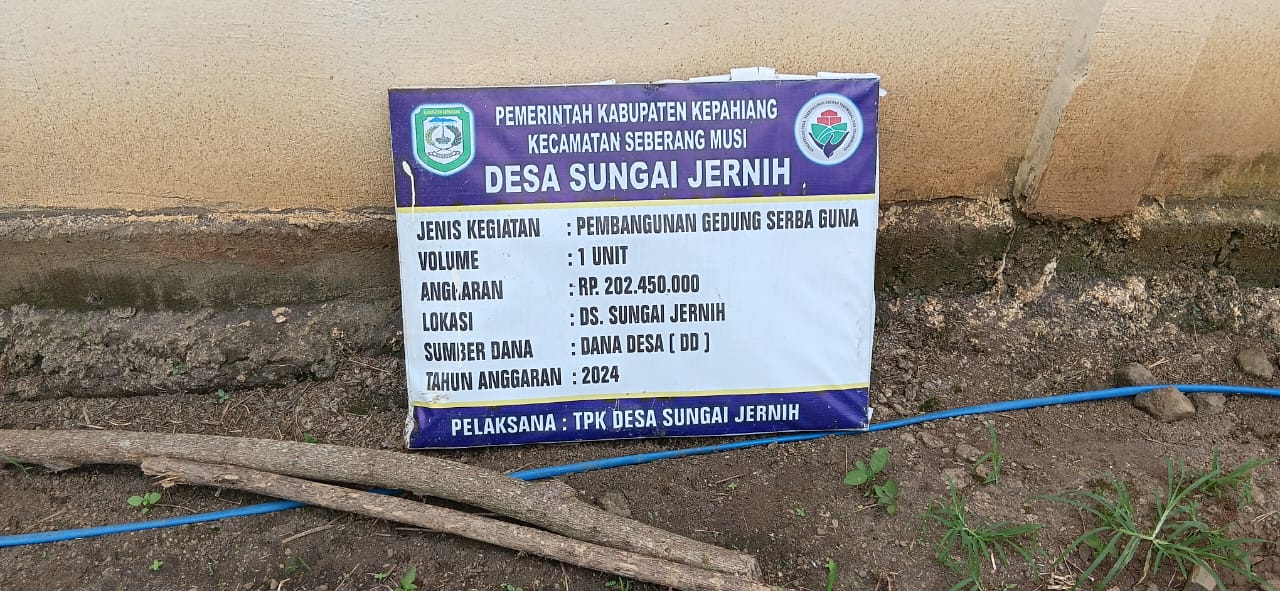 PEMERINTAH KABUPATEN KEPAHIANG
KECAMATAN SEBERANG MUSI
DESA SUNGAI JERNIH
JENIS KEGIATAN : PEMBANGUNAN GEDUNG SERBA GUNA
VOLUME : 1 UNIT
ANGGARAN : RP. 202.450.000
LOKASI : DS. SUNGAI JERNIH
SUMBER DANA : DANA DESA ( DD )
TAHUN ANGGARAN : 2024
PELAKSANA : TPK DESA SUNGAI JERNIH